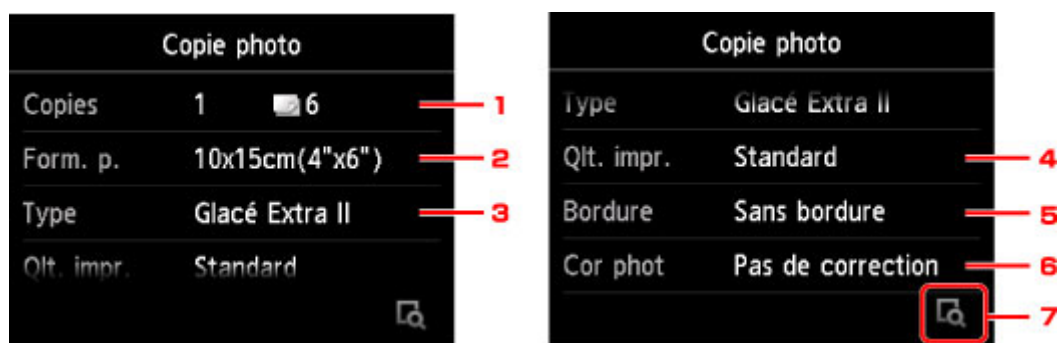 Copie photo
Copies 1 6 1
Form. p. 10x15cm(4"x6") 2
Type Glacé Extra II 3
Qlt. impr. Standard
Copie photo
Type Glacé Extra II
Qlt. impr. Standard 4
Bordure Sans bordure 5
Cor phot Pas de correction 6
7